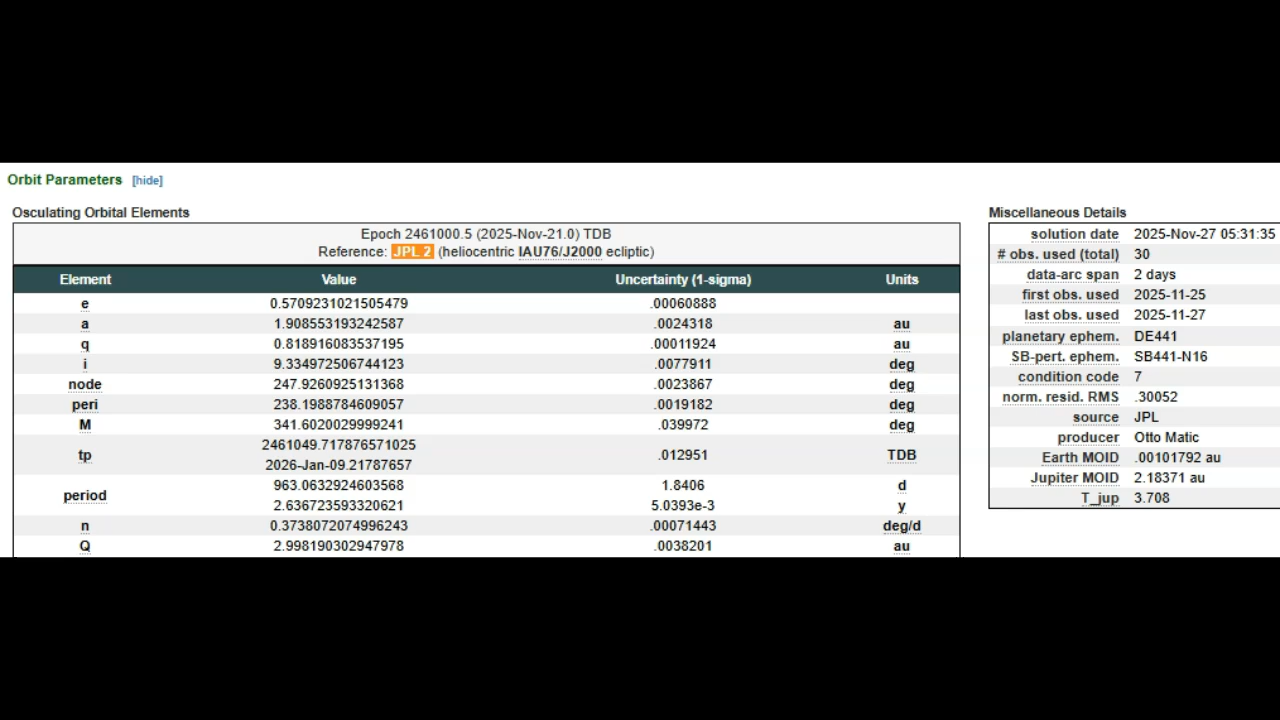 Orbit Parameters [hide]
Osculating Orbital Elements
Epoch 2461000.5 (2025-Nov-21.0) TDB
Reference: JPL 2 (heliocentric IAU76/J2000 ecliptic)
Element Value Uncertainty (1-sigma) Units
e 0.5709231021505479 .00060888
a 1.908553193242587 .0024318 au
q 0.818916083537195 .00011924 au
i 9.334972506744123 .0077911 deg
node 247.9260925131368 .0023867 deg
peri 238.1988784609057 .0019182 deg
M 341.6020029999241 .039972 deg
tp 2461049.717876571025 .012951 TDB
2026-Jan-09.21787657
period 963.0632924603568 1.8406 d
2.636723593320621 5.0393e-3 y
n 0.3738072074996243 .00071443 deg/d
Q 2.998190302947978 .0038201 au
Miscellaneous Details
solution date 2025-Nov-27 05:31:35
# obs. used (total) 30
data-arc span 2 days
first obs. used 2025-11-25
last obs. used 2025-11-27
planetary ephem. DE441
SB-pert. ephem. SB441-N16
condition code 7
norm. resid. RMS .30052
source JPL
producer Otto Matic
Earth MOID .00101792 au
Jupiter MOID 2.18371 au
T_jup 3.708